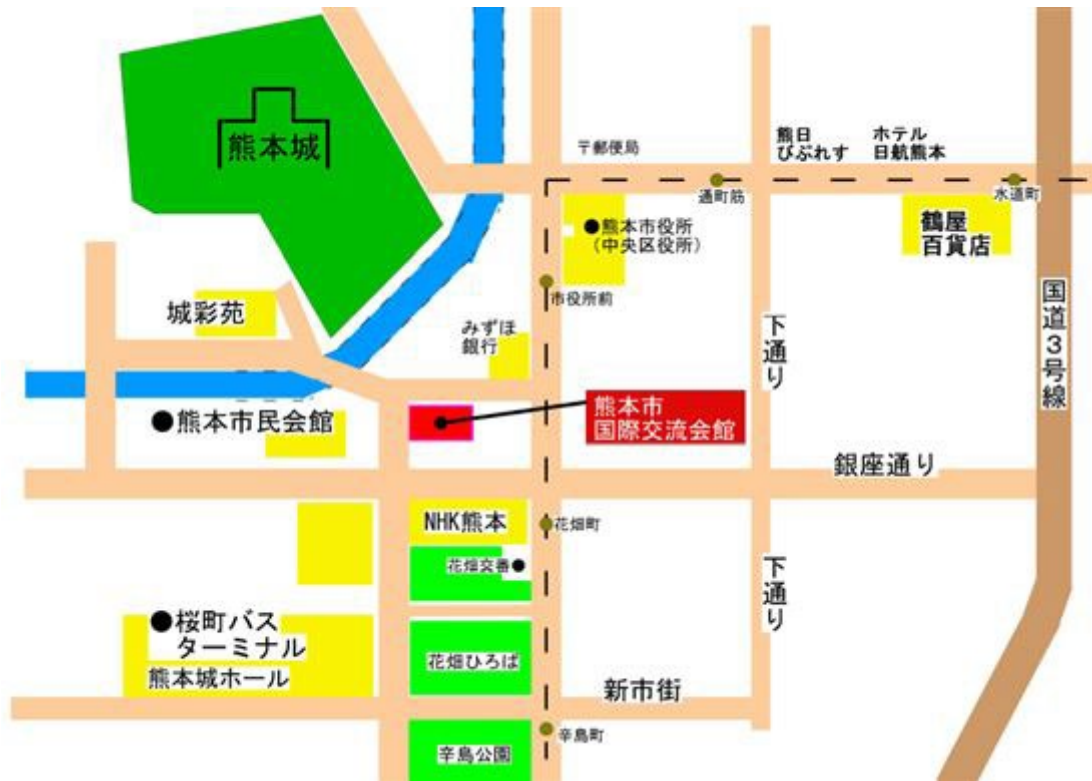 熊本城
〒郵便局
熊日
びぷれす
ホテル
日航熊本
通町筋
水道町
●熊本市役所
(中央区役所)
鶴屋
百貨店
市役所前
城彩苑
みずほ
銀行
下通り
国道3号線
●熊本市民会館
熊本市
国際交流会館
銀座通り
NHK熊本
花畑町
花畑交番●
下通り
●桜町バス
ターミナル
熊本城ホール
花畑ひろば
新市街
辛島町
辛島公園